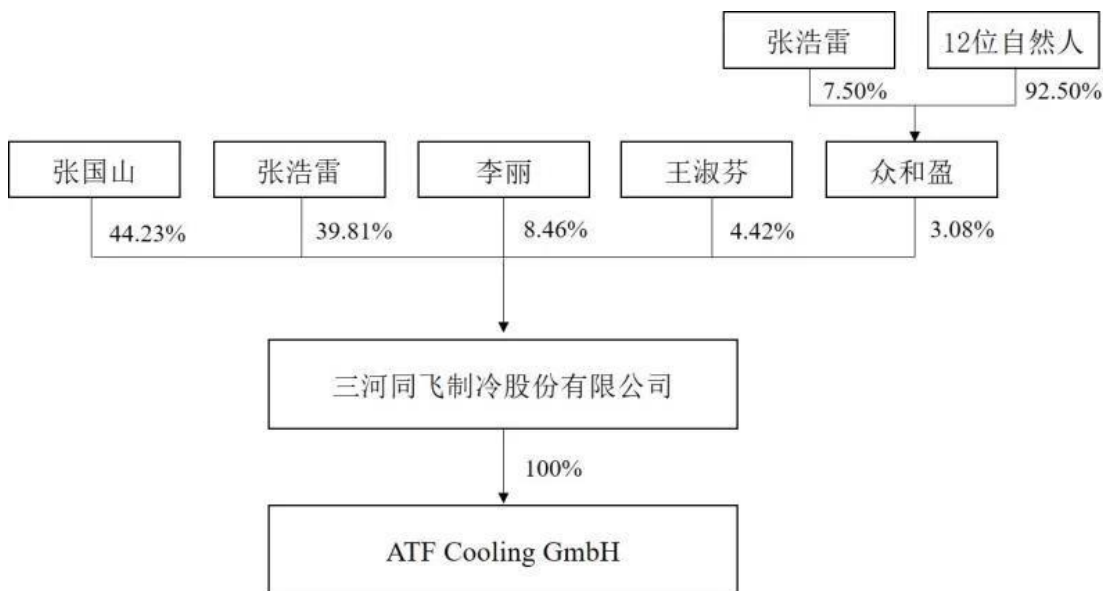 张浩雷
12位自然人
7.50%
92.50%
张国山
张浩雷
李丽
王淑芬
众和盈
44.23%
39.81%
8.46%
4.42%
3.08%
三河同飞制冷股份有限公司
100%
ATF Cooling GmbH